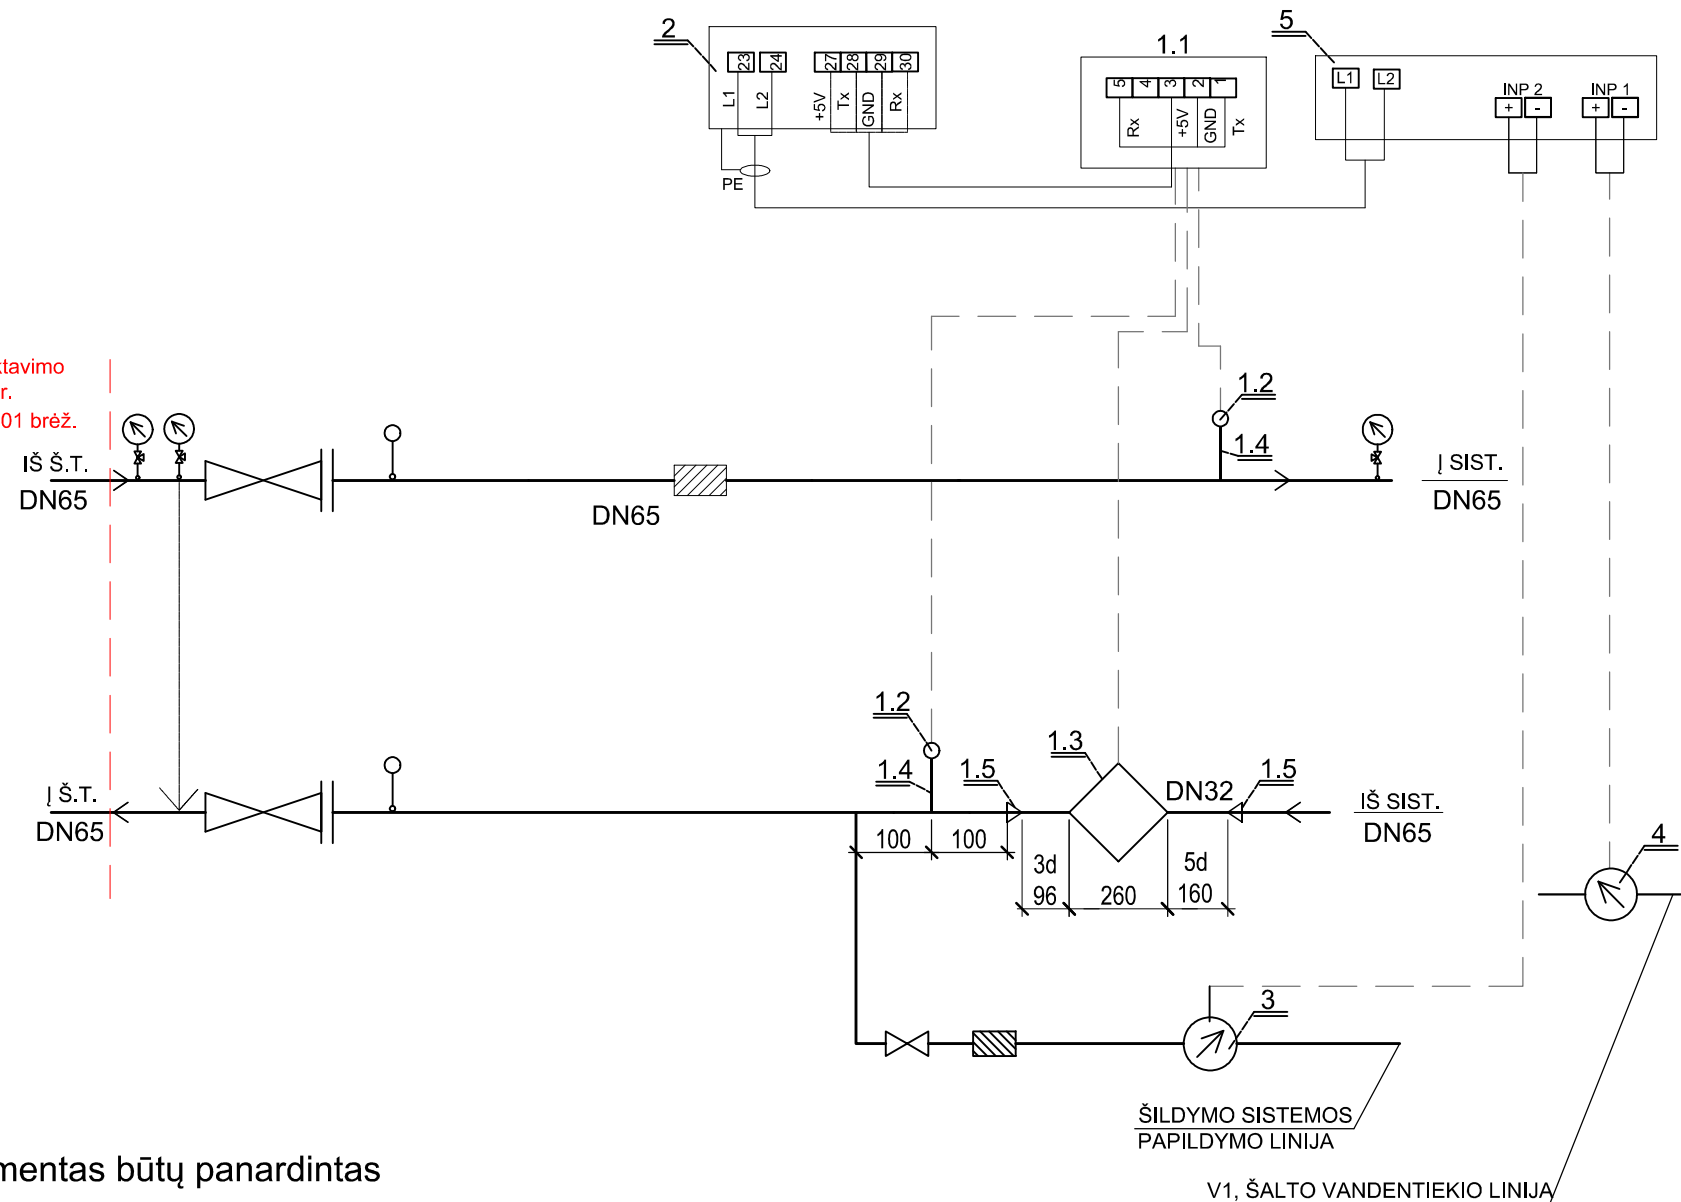 2
1.1
5
23
24
27
28
29
30
L1
L2
+5V
Tx
GND
Rx
PE
5
4
3
2
1
Rx
+5V
GND
Tx
L1
L2
INP 2
INP 1
+
-
+
-
ktavimo
r.
01 brėž.
IŠ Š.T.
DN65
DN65
1.2
1.4
Į SIST.
DN65
1.2
1.4
1.5
1.3
DN32
1.5
Į Š.T.
DN65
IŠ SIST.
DN65
100
100
3d
96
260
5d
160
4
3
ŠILDYMO SISTEMOS
PAPILDYMO LINIJA
mentas būtų panardintas
V1, ŠALTO VANDENTIEKIO LINIJA